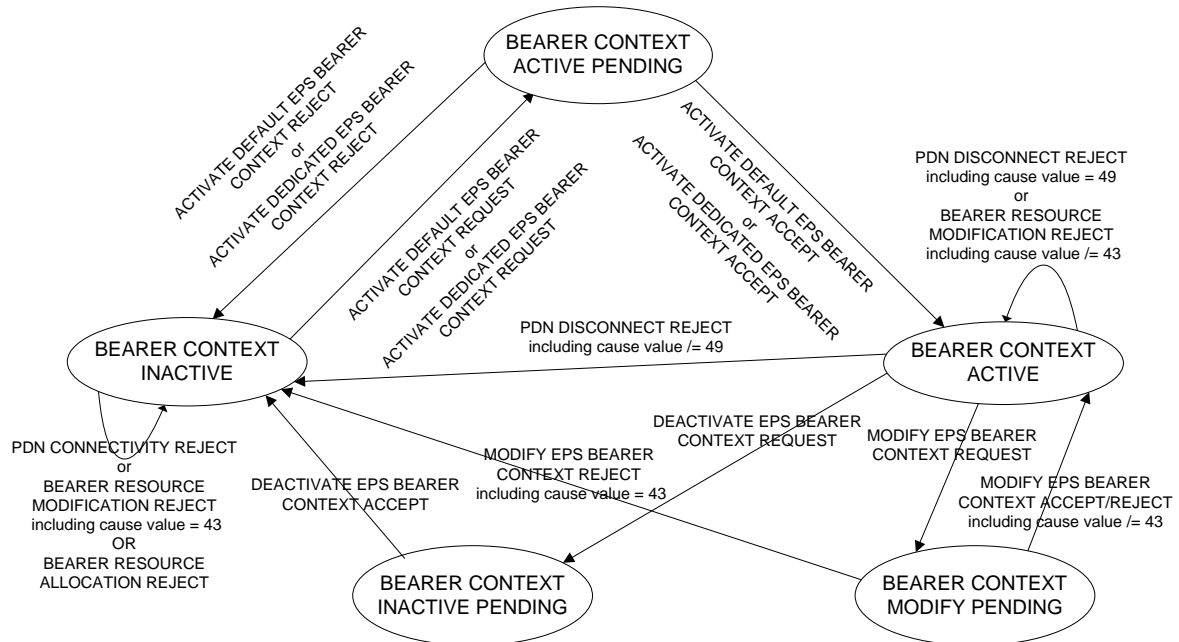 BEARER CONTEXT
ACTIVE PENDING
ACTIVATE DEFAULT EPS BEARER
CONTEXT REJECT
or
ACTIVATE DEDICATED EPS BEARER
CONTEXT REJECT
ACTIVATE DEFAULT EPS BEARER
CONTEXT REQUEST
or
ACTIVATE DEDICATED EPS BEARER
CONTEXT REQUEST
ACTIVATE DEFAULT EPS BEARER
CONTEXT ACCEPT
or
ACTIVATE DEDICATED EPS BEARER
CONTEXT ACCEPT
PDN DISCONNECT REJECT
including cause value = 49
or
BEARER RESOURCE
MODIFICATION REJECT
including cause value /= 43
BEARER CONTEXT
INACTIVE
PDN DISCONNECT REJECT
including cause value /= 49
BEARER CONTEXT
ACTIVE
PDN CONNECTIVITY REJECT
or
BEARER RESOURCE
MODIFICATION REJECT
including cause value = 43
OR
BEARER RESOURCE
ALLOCATION REJECT
DEACTIVATE EPS BEARER
CONTEXT ACCEPT
MODIFY EPS BEARER
CONTEXT REJECT
including cause value = 43
DEACTIVATE EPS BEARER
CONTEXT REQUEST
MODIFY EPS BEARER
CONTEXT REQUEST
MODIFY EPS BEARER
CONTEXT ACCEPT/REJECT
including cause value /= 43
BEARER CONTEXT
INACTIVE PENDING
BEARER CONTEXT
MODIFY PENDING